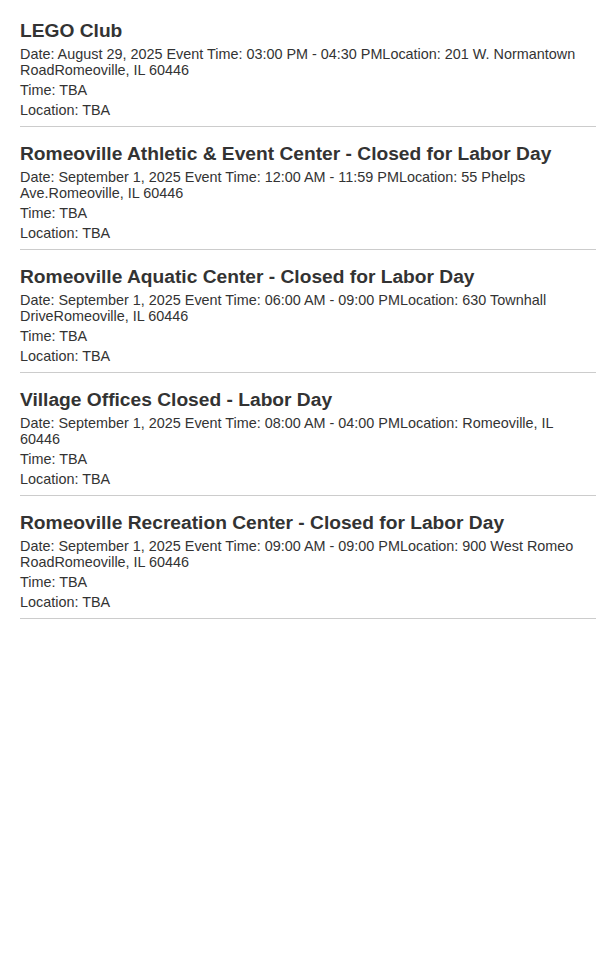 LEGO Club
Date: August 29, 2025 Event Time: 03:00 PM - 04:30 PMLocation: 201 W. Normantown
RoadRomeoville, IL 60446
Time: TBA
Location: TBA
Romeoville Athletic & Event Center - Closed for Labor Day
Date: September 1, 2025 Event Time: 12:00 AM - 11:59 PMLocation: 55 Phelps
Ave.Romeoville, IL 60446
Time: TBA
Location: TBA
Romeoville Aquatic Center - Closed for Labor Day
Date: September 1, 2025 Event Time: 06:00 AM - 09:00 PMLocation: 630 Townhall
DriveRomeoville, IL 60446
Time: TBA
Location: TBA
Village Offices Closed - Labor Day
Date: September 1, 2025 Event Time: 08:00 AM - 04:00 PMLocation: Romeoville, IL
60446
Time: TBA
Location: TBA
Romeoville Recreation Center - Closed for Labor Day
Date: September 1, 2025 Event Time: 09:00 AM - 09:00 PMLocation: 900 West Romeo
RoadRomeoville, IL 60446
Time: TBA
Location: TBA